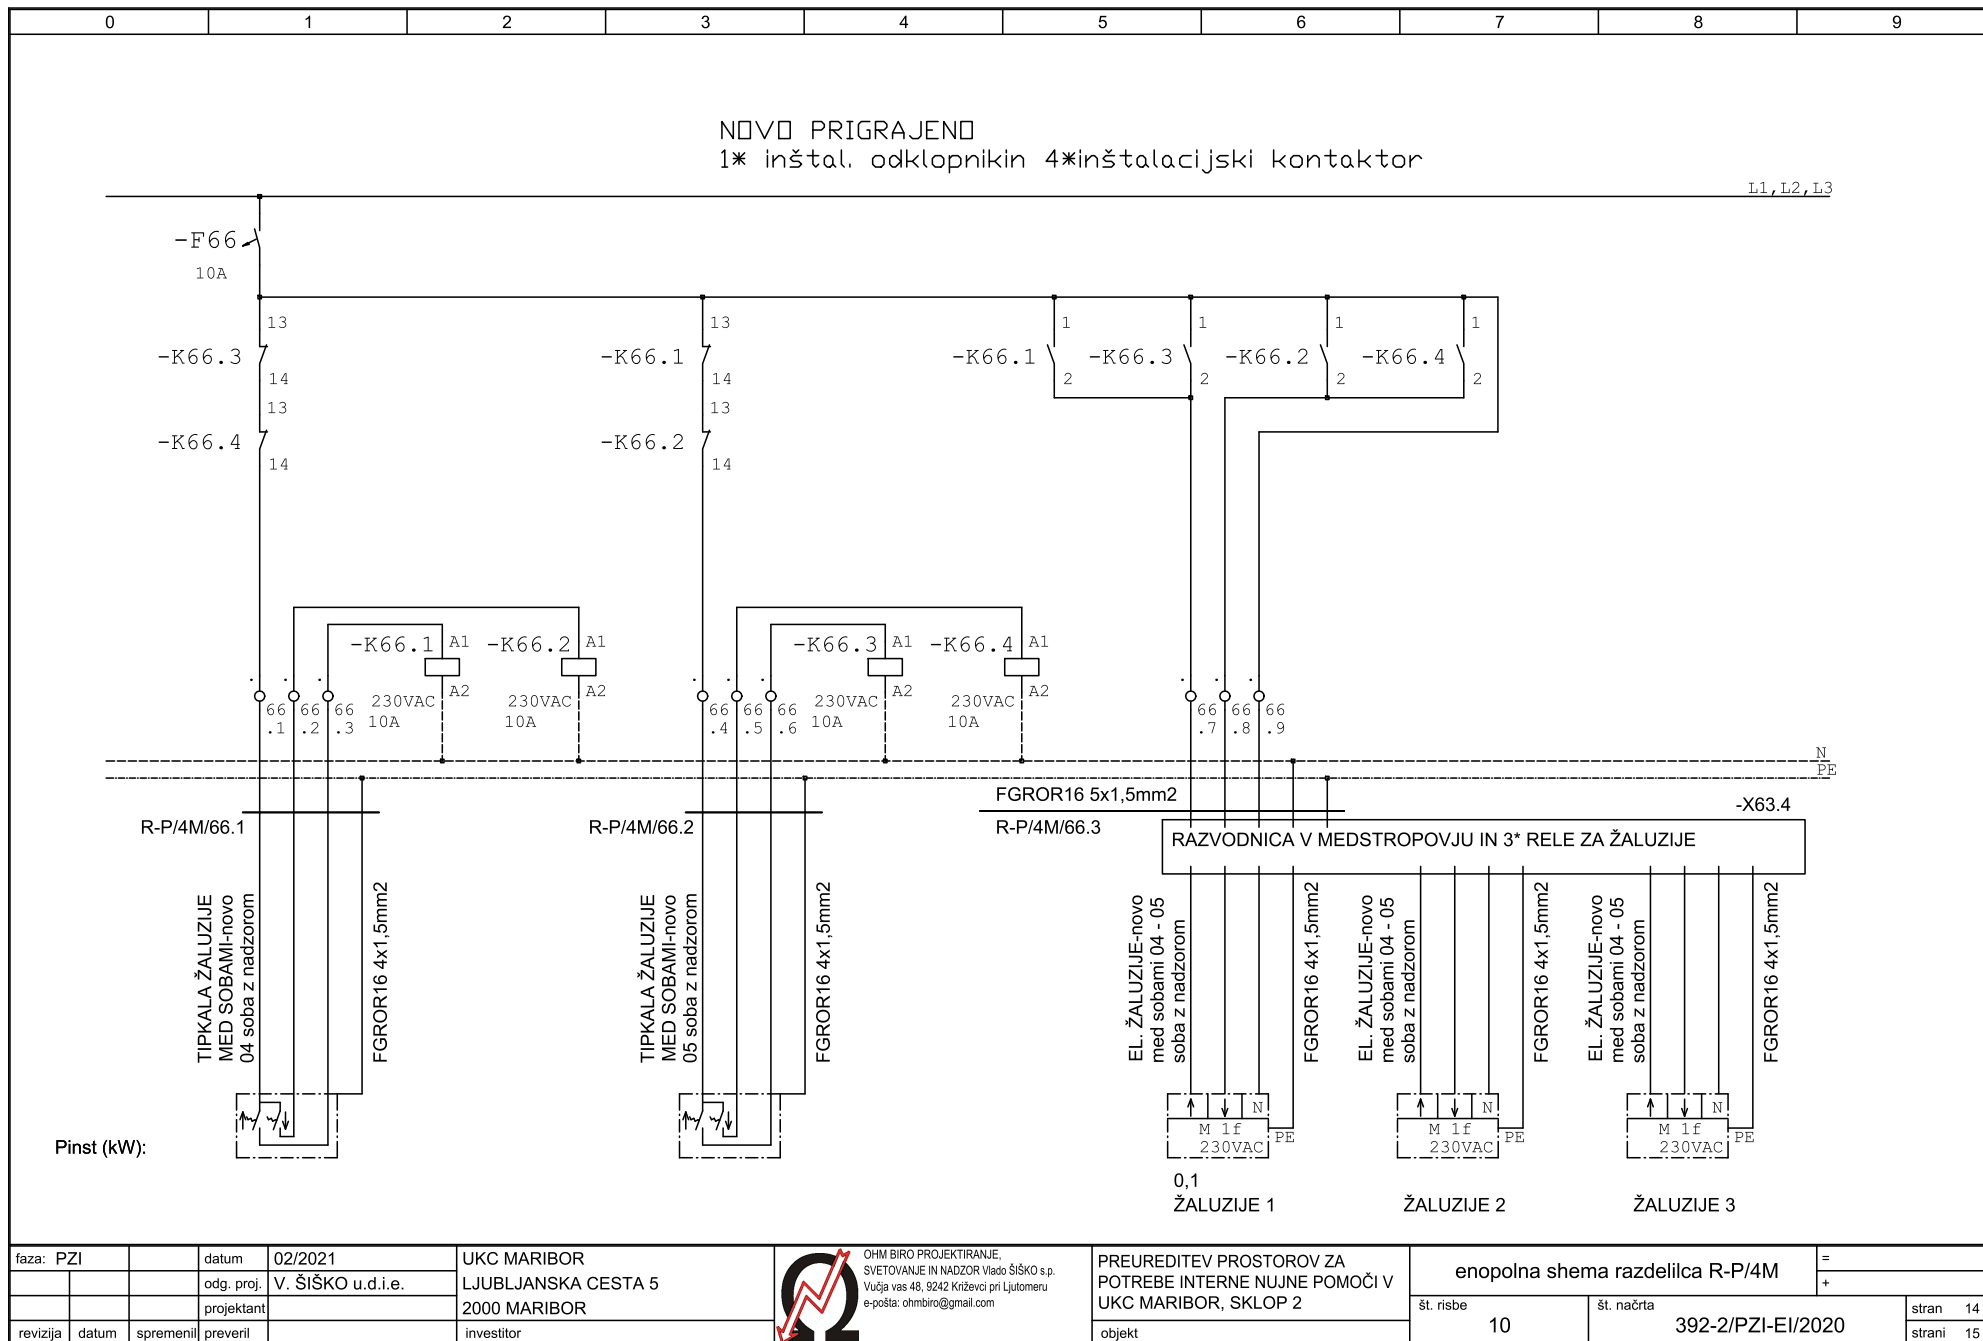 0 1 2 3 4 5 6 7 8 9
NOVO PRIGRAJENO
1* inštal. odklopnikin 4*inštalacijski kontaktor
L1,L2,L3
-F66
10A
13 13 1 1 1 1
-K66.3 -K66.1 -K66.1 -K66.3 -K66.2 -K66.4
14 14 2 2 2 2
13 13
-K66.4 -K66.2
14 14
-K66.1 A1 -K66.2 A1 -K66.3 A1 -K66.4 A1
A2 A2 A2 A2
230VAC 230VAC 230VAC 230VAC
10A 10A 10A 10A
66 66 66 66 66 66 66 66 66
.1 .2 .3 .4 .5 .6 .7 .8 .9
N
PE
FGROR16 5x1,5mm2
-X63.4
R-P/4M/66.1 R-P/4M/66.2 R-P/4M/66.3
RAZVODNICA V MEDSTROPOVJU IN 3* RELE ZA ŽALUZIJE
TIPKALA ŽALUZIJE
MED SOBAMI-novo
04 soba z nadzorom
FGROR16 4x1,5mm2
TIPKALA ŽALUZIJE
MED SOBAMI-novo
05 soba z nadzorom
FGROR16 4x1,5mm2
EL. ŽALUZIJE-novo
med sobami 04 - 05
soba z nadzorom
FGROR16 4x1,5mm2
EL. ŽALUZIJE-novo
med sobami 04 - 05
soba z nadzorom
FGROR16 4x1,5mm2
EL. ŽALUZIJE-novo
med sobami 04 - 05
soba z nadzorom
FGROR16 4x1,5mm2
N N N
M 1f M 1f M 1f
PE PE PE
230VAC 230VAC 230VAC
Pinst (kW):
0,1
ŽALUZIJE 1 ŽALUZIJE 2 ŽALUZIJE 3
faza: PZI
datum 02/2021
odg. proj. V. ŠIŠKO u.d.i.e.
projektant
revizija datum spremenil preveril
UKC MARIBOR
LJUBLJANSKA CESTA 5
2000 MARIBOR
investitor
OHM BIRO PROJEKTIRANJE,
SVETOVANJE IN NADZOR Vlado ŠIŠKO s.p.
Vučja vas 48, 9242 Križevci pri Ljutomeru
e-pošta: ohmbiro@gmail.com
PREUREDITEV PROSTOROV ZA
POTREBE INTERNE NUJNE POMOČI V
UKC MARIBOR, SKLOP 2
objekt
enopolna shema razdelilca R-P/4M
=
+
št. risbe
10
št. načrta
392-2/PZI-EI/2020
stran 14
strani 15